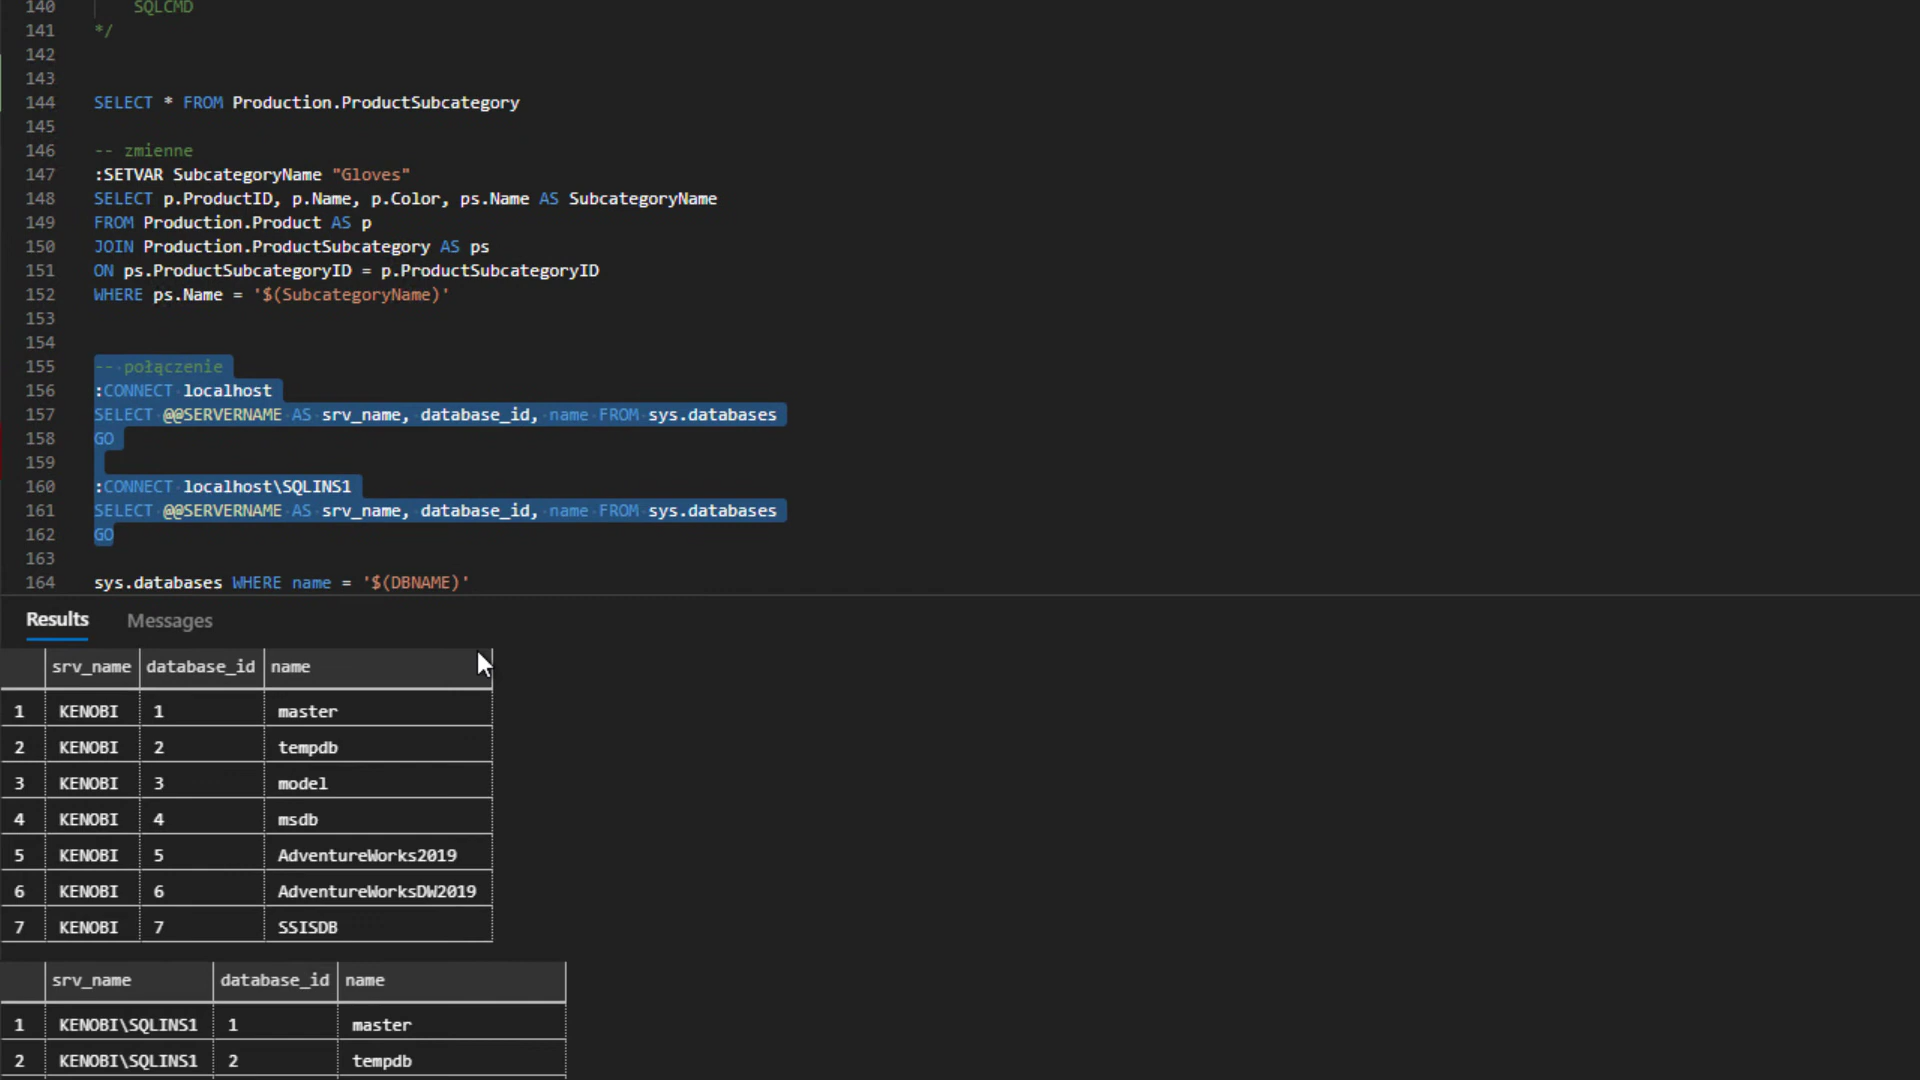 140 SQLCMD
141 */
142
143
144 SELECT * FROM Production.ProductSubcategory
145
146 -- zmienne
147 :SETVAR SubcategoryName "Gloves"
148 SELECT p.ProductID, p.Name, p.Color, ps.Name AS SubcategoryName
149 FROM Production.Product AS p
150 JOIN Production.ProductSubcategory AS ps
151 ON ps.ProductSubcategoryID = p.ProductSubcategoryID
152 WHERE ps.Name = '$(SubcategoryName)'
153
154
155 -- połączenie
156 :CONNECT localhost
157 SELECT @@SERVERNAME AS srv_name, database_id, name FROM sys.databases
158 GO
159
160 :CONNECT localhost\SQLINS1
161 SELECT @@SERVERNAME AS srv_name, database_id, name FROM sys.databases
162 GO
163
164 sys.databases WHERE name = '$(DBNAME)'
Results Messages
srv_name database_id name
1 KENOBI 1 master
2 KENOBI 2 tempdb
3 KENOBI 3 model
4 KENOBI 4 msdb
5 KENOBI 5 AdventureWorks2019
6 KENOBI 6 AdventureWorksDW2019
7 KENOBI 7 SSISDB
srv_name database_id name
1 KENOBI\SQLINS1 1 master
2 KENOBI\SQLINS1 2 tempdb